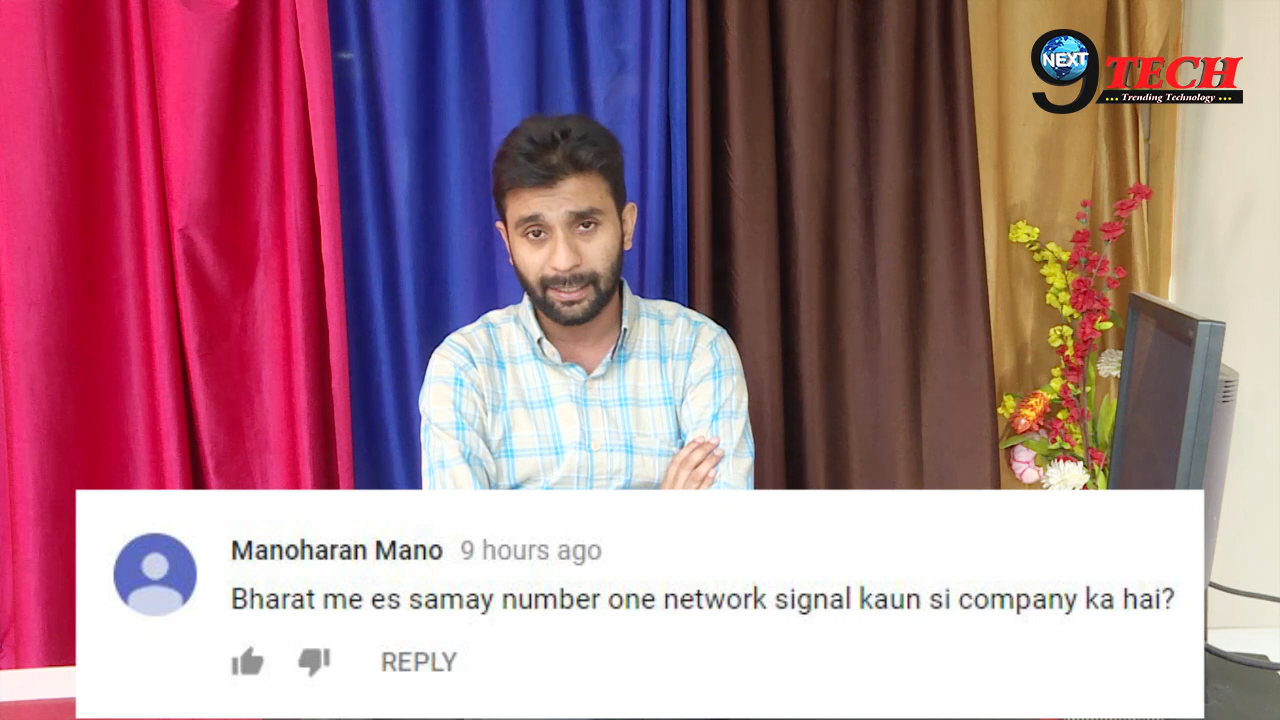 9 NEXT TECH
... Trending Technology ...
Manoharan Mano 9 hours ago
Bharat me es samay number one network signal kaun si company ka hai?
REPLY